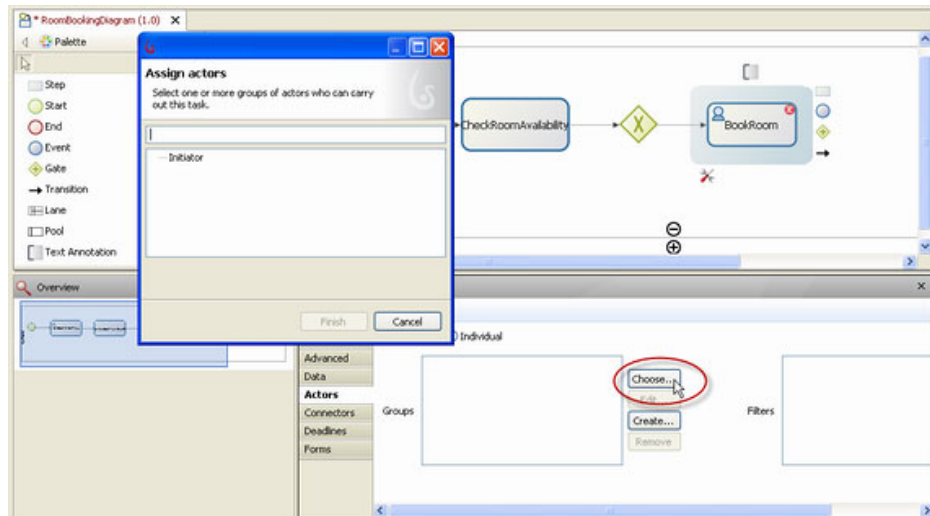 * RoomBookingDiagram (1.0)
Palette
Step
Start
End
Event
Gate
Transition
Lane
Pool
Text Annotation
Assign actors
Select one or more groups of actors who can carry
out this task.
Initiator
Finish
Cancel
CheckRoomAvailability
X
BookRoom
Overview
Individual
Advanced
Data
Actors
Connectors
Deadlines
Forms
Groups
Choose...
Edit...
Create...
Remove
Filters